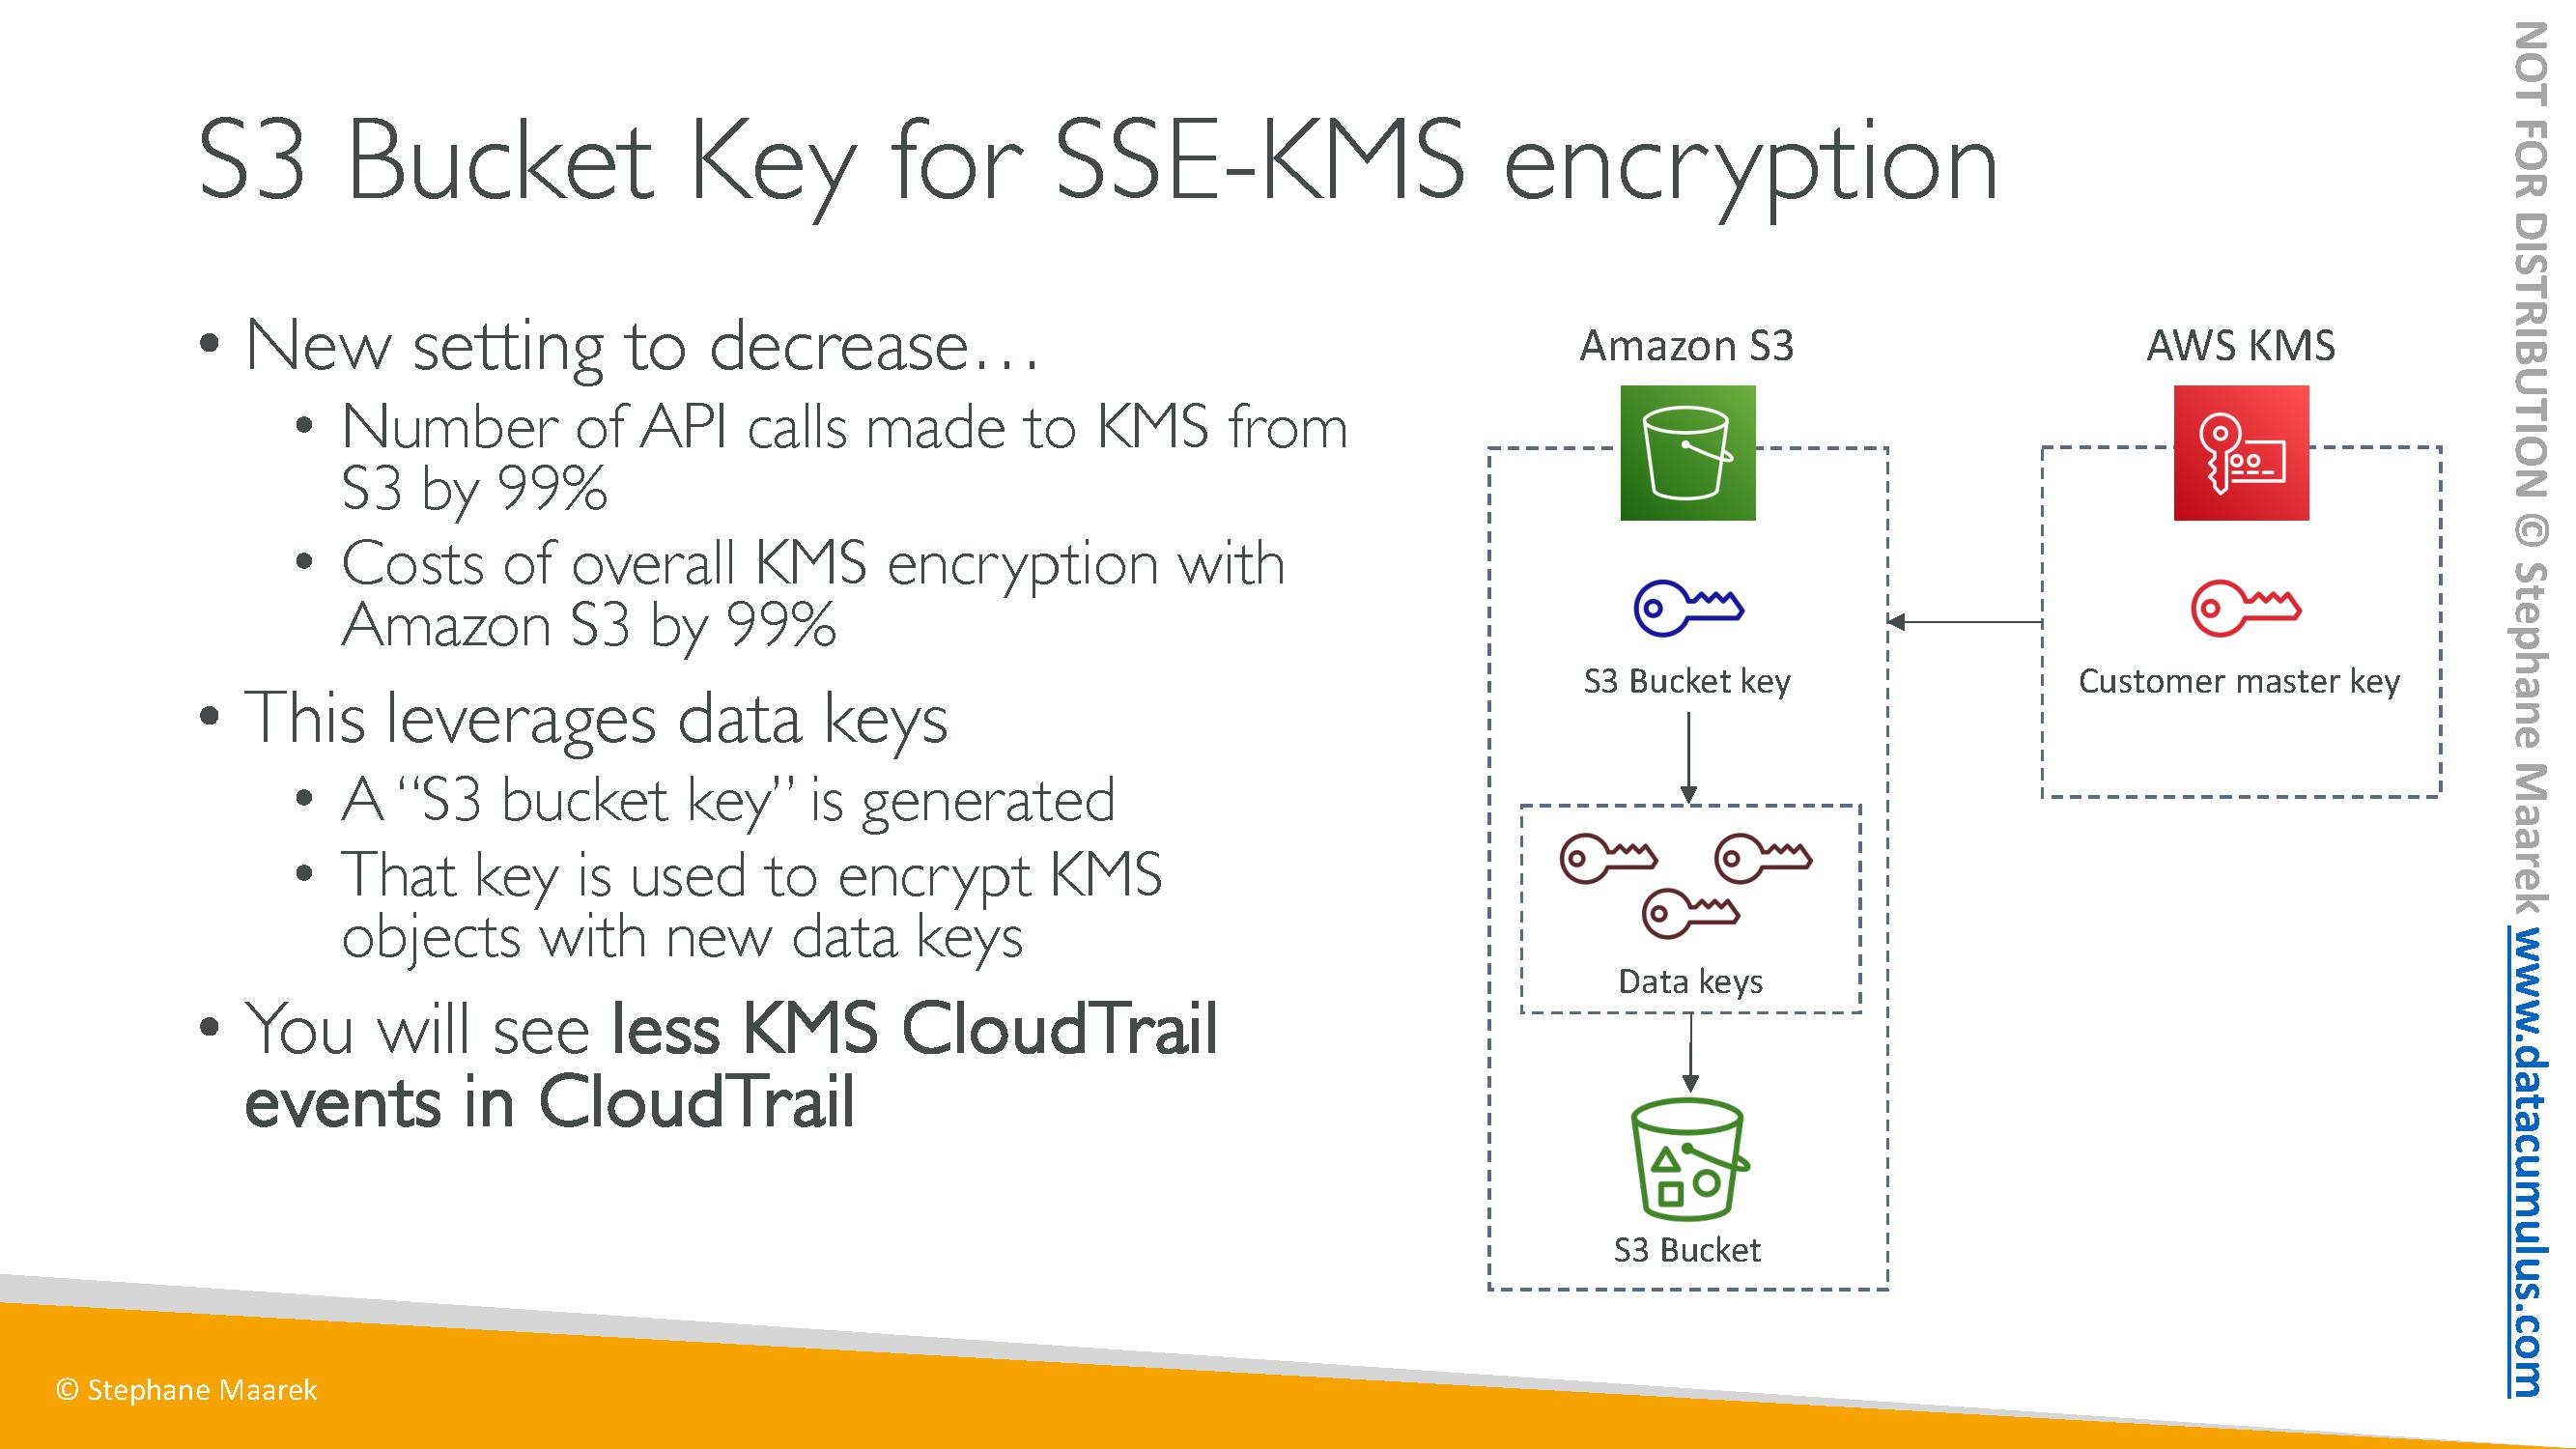 S3 Bucket Key for SSE-KMS encryption
• New setting to decrease…
• Number of API calls made to KMS from
S3 by 99%
• Costs of overall KMS encryption with
Amazon S3 by 99%
• This leverages data keys
• A “S3 bucket key” is generated
• That key is used to encrypt KMS
objects with new data keys
• You will see less KMS CloudTrail
events in CloudTrail
Amazon S3
S3 Bucket key
Data keys
S3 Bucket
AWS KMS
Customer master key
© Stephane Maarek
NOT FOR DISTRIBUTION © Stephane Maarek www.datacumulus.com